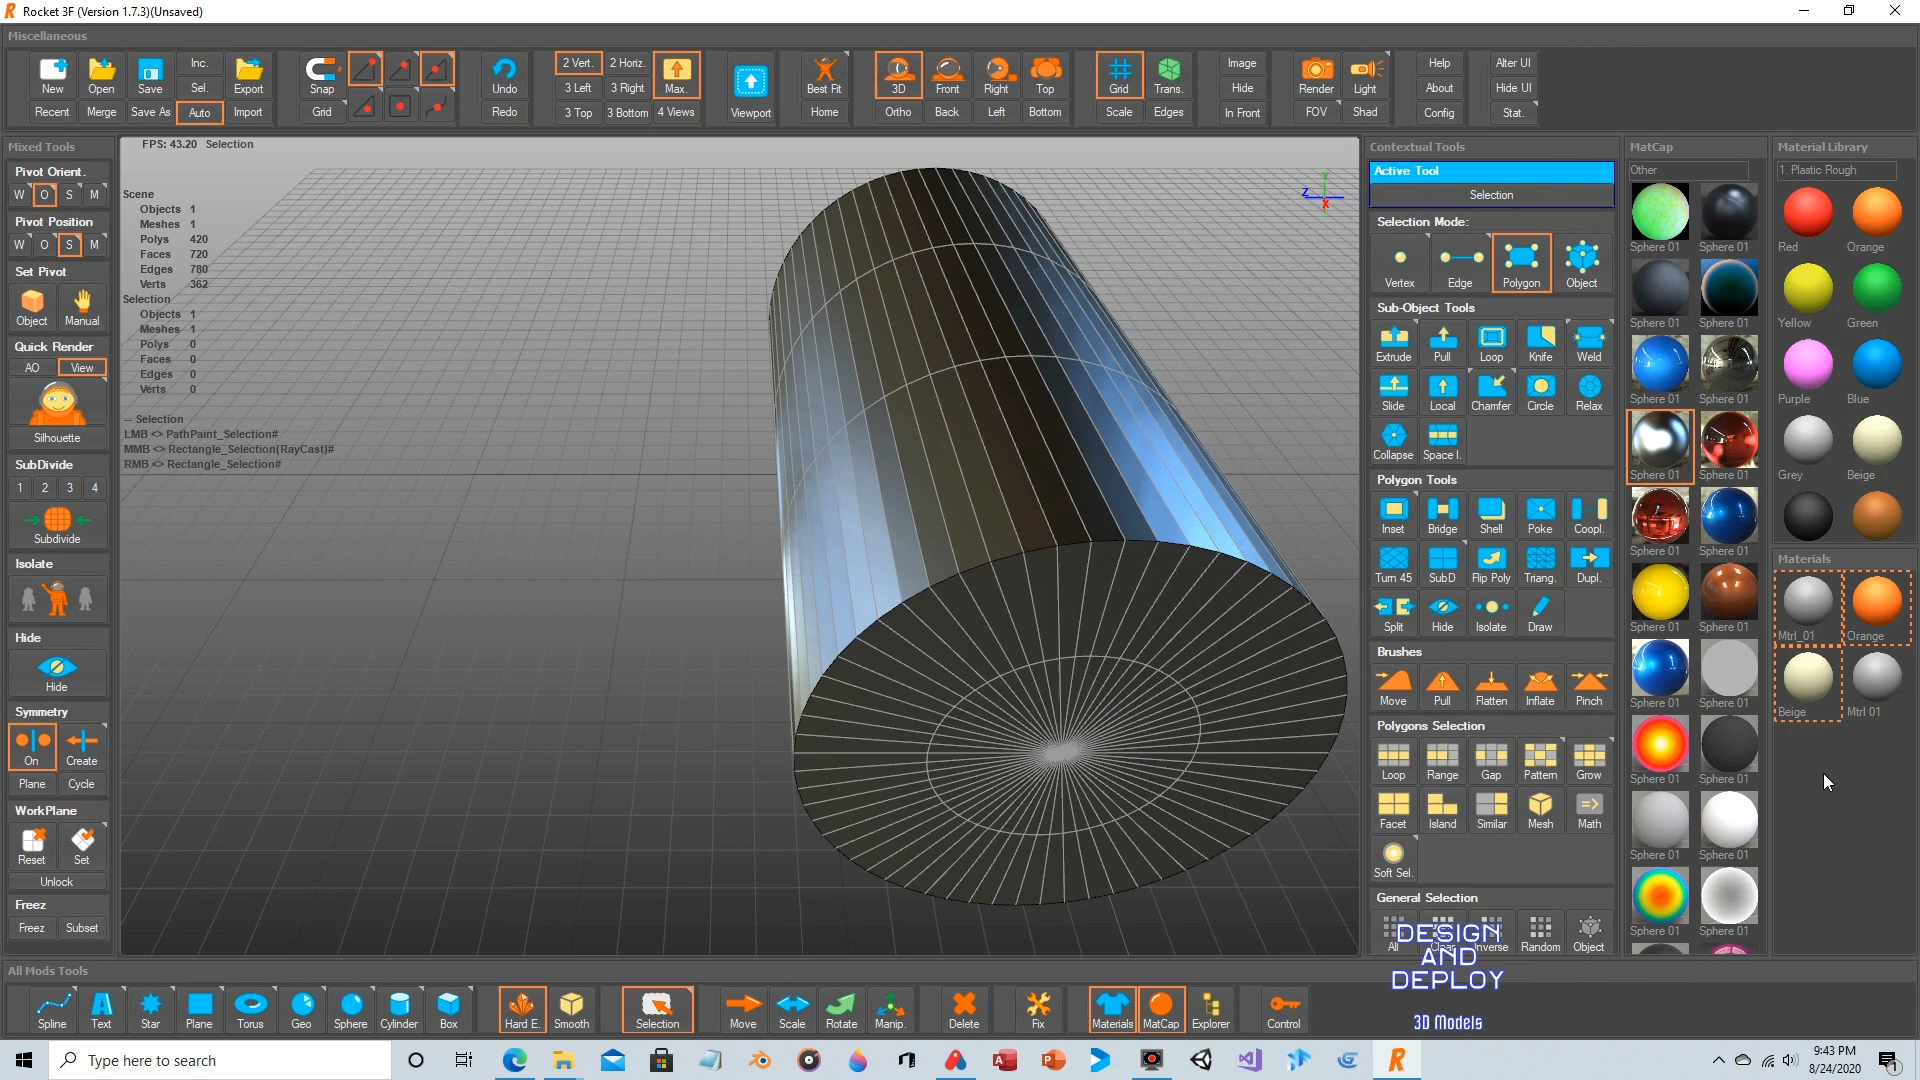 Rocket 3F (Version 1.7.3)(Unsaved)
Miscellaneous
New Open Save Inc. Sel. Export
Recent Merge Save As Auto Import
Snap Grid
Undo Redo
2 Vert. 2 Horiz. Max.
3 Left 3 Right
3 Top 3 Bottom 4 Views
Viewport
Best Fit Home
3D Front Right Top
Ortho Back Left Bottom
Grid Trans.
Scale Edges
Image Hide In Front
Render Light
FOV Shad
Help About Config
Alter UI Hide UI Stat.
Mixed Tools
Pivot Orient.
W O S M
Pivot Position
W O S M
Set Pivot
Object Manual
Quick Render
AO View
Silhouette
SubDivide
1 2 3 4
Subdivide
Isolate
Hide
Hide
Symmetry
On Create
Plane Cycle
WorkPlane
Reset Set
Unlock
Freez
Freez Subset
FPS: 43.20 Selection
Scene
Objects 1
Meshes 1
Polys 420
Faces 720
Edges 780
Verts 362
Selection
Objects 1
Meshes 1
Polys 0
Faces 0
Edges 0
Verts 0
-- Selection
LMB <> PathPaint_Selection#
MMB <> Rectangle_Selection(RayCast)#
RMB <> Rectangle_Selection#
Z Y X
Contextual Tools
Active Tool
Selection
Selection Mode:
Vertex Edge Polygon Object
Sub-Object Tools
Extrude Pull Loop Knife Weld
Slide Local Chamfer Circle Relax
Collapse Space I.
Polygon Tools
Inset Bridge Shell Poke Coopl.
Turn 45 SubD Flip Poly Triang. Dupl.
Split Hide Isolate Draw
Brushes
Move Pull Flatten Inflate Pinch
Polygons Selection
Loop Range Gap Pattern Grow
Facet Island Similar Mesh Math
Soft Sel.
General Selection
All Clear Inverse Random Object
DESIGN
AND
DEPLOY
3D Models
MatCap
Other
Sphere 01 Sphere 01
Sphere 01 Sphere 01
Sphere 01 Sphere 01
Sphere 01 Sphere 01
Sphere 01 Sphere 01
Sphere 01 Sphere 01
Sphere 01 Sphere 01
Sphere 01 Sphere 01
Sphere 01 Sphere 01
Sphere 01 Sphere 01
Material Library
1. Plastic Rough
Red Orange
Yellow Green
Purple Blue
Grey Beige
Materials
Mtrl_01 Orange
Beige Mtrl 01
All Mods Tools
Spline Text Star Plane Torus Geo Sphere Cylinder Box
Hard E. Smooth
Selection
Move Scale Rotate Manip.
Delete
Fix
Materials MatCap Explorer
Control
Type here to search
9:43 PM
8/24/2020
1